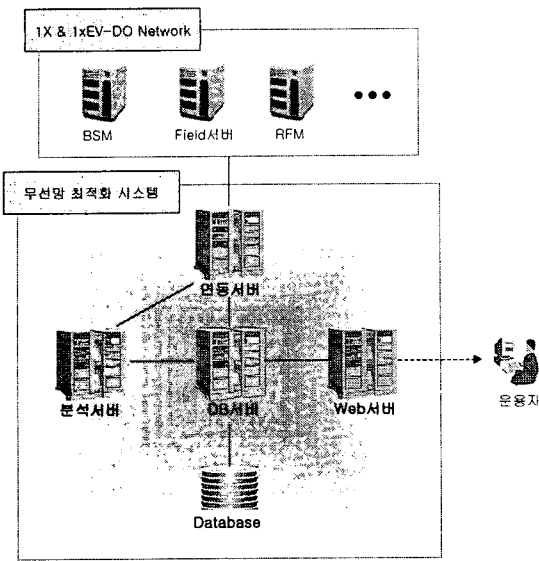 1X & 1xEV-DO Network
BSM
Field서버
RFM
무선망 최적화 시스템
연동서버
분석서버
DB서버
Web서버
운용자
Database